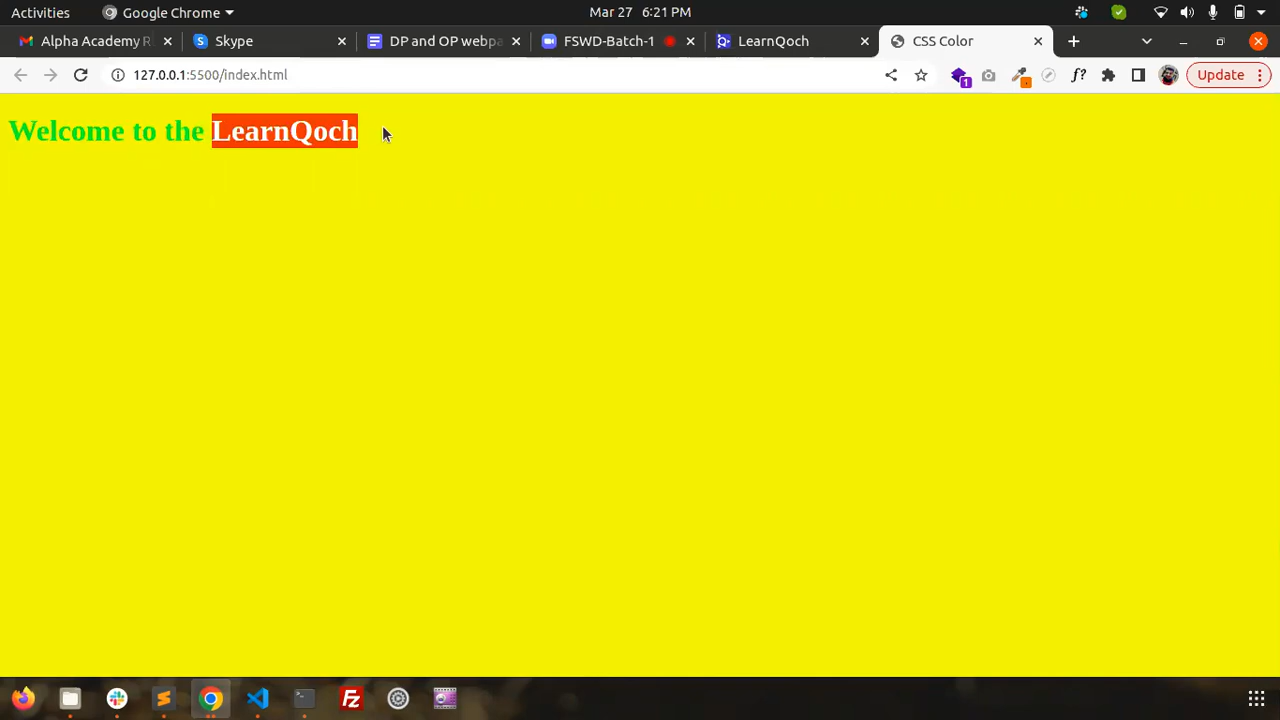 Activities Google Chrome Mar 27 6:21 PM
Alpha Academy R Skype DP and OP webpa FSWD-Batch-1 LearnQoch CSS Color
127.0.0.1:5500/index.html 1 f? Update
Welcome to the LearnQoch